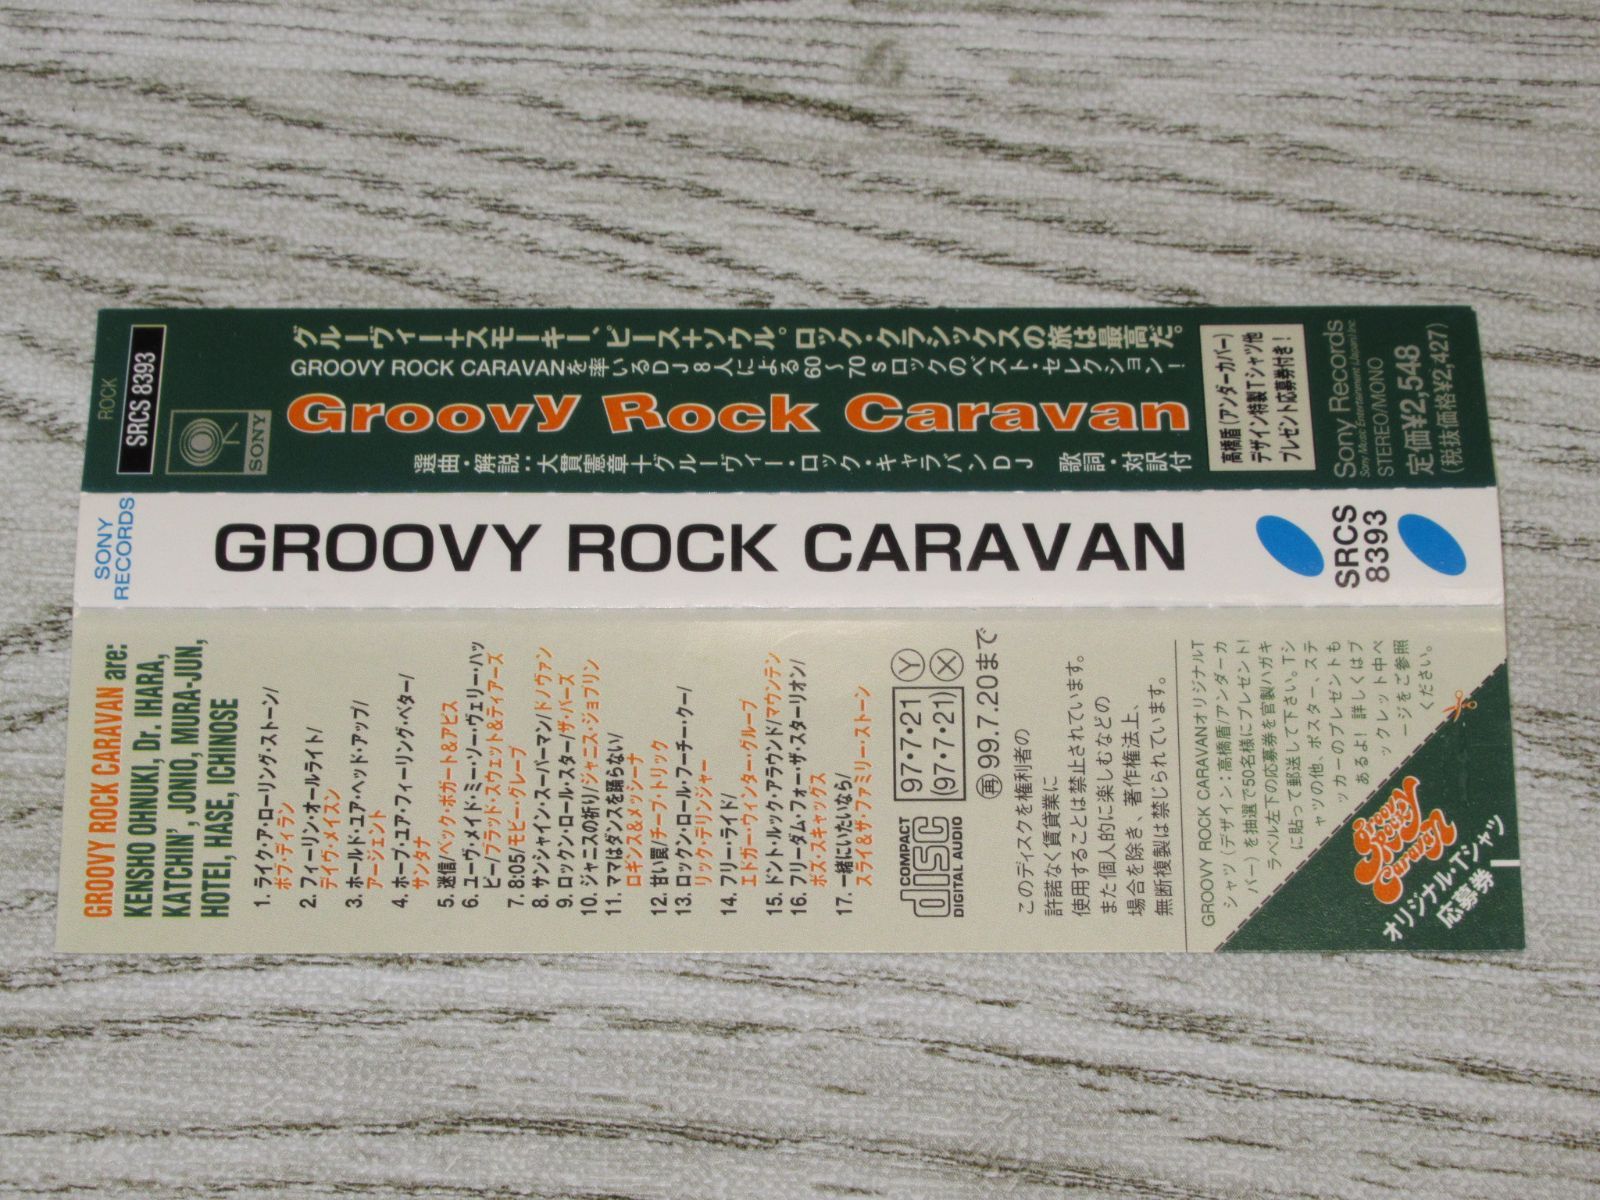 ROCK
SRCS 8393
SONY
グルーヴィー+スモーキー、ピース+ソウル。ロック・クラシックスの旅は最高だ。
GROOVY ROCK CARAVANを率いるDJ8人による60〜70sロックのベスト・セレクション!
Groovy Rock Caravan
選曲・解説:大貫憲章+グルーヴィー・ロック・キャラバンDJ 歌詞・対訳付
高橋盾(アンダーカバー)
デザイン特製Tシャツ他
プレゼント応募券付き!
Sony Records
Sony Music Entertainment (Japan) Inc.
STEREO/MONO
定価¥2,548
(税抜価格¥2,427)
SONY
RECORDS
GROOVY ROCK CARAVAN
SRCS
8393
GROOVY ROCK CARAVAN are:
KENSHO OHNUKI, Dr. IHARA,
KATCHIN', JONIO, MURA-JUN,
HOTEI, HASE, ICHINOSE
1. ライク・ア・ローリング・ストーン/
ボブ・ディラン
2. フィーリン・オールライト/
デイヴ・メイスン
3. ホールド・ユア・ヘッド・アップ/
アージェント
4. ホープ・ユア・フィーリング・ベター/
サンタナ
5. 迷信/ベック・ボガート&アピス
6. ユーヴ・メイド・ミー・ソー・ヴェリー・ハッ
ピー/ブラッド・スウェット&ティアーズ
7. 8:05/モビー・グレープ
8. サンシャイン・スーパーマン/ドノヴァン
9. ロックン・ロール・スター/ザ・バーズ
10. ジャニスの祈り/ジャニス・ジョプリン
11. ママはダンスを踊らない/
ロギンス&メッシーナ
12. 甘い罠/チープ・トリック
13. ロックン・ロール・フーチー・クー/
リック・デリンジャー
14. フリー・ライド/
エドガー・ウィンター・グループ
15. ドント・ルック・アラウンド/マウンテン
16. フリーダム・フォー・ザ・スタリオン/
ボズ・スキャッグス
17. 一緒にいたいなら/
スライ&ザ・ファミリー・ストーン
COMPACT
disc
DIGITAL AUDIO
97・7・21 Y
(97・7・21) X
再 99.7.20まで
このディスクを権利者の
許諾なく賃貸業に
使用することは禁止されています。
また個人的に楽しむなどの
場合を除き、著作権法上、
無断複製は禁じられています。
GROOVY ROCK CARAVANオリジナルT
シャツ(デザイン:高橋盾/アンダーカ
バー)を抽選で50名様にプレゼント!
ラベル左下の応募券を官製ハガキ
に貼って郵送して下さい。Tシ
ャツの他、ポスター、ステ
ッカーのプレゼントも
あるよ!詳しくはブ
ックレット中ペ
ージをご参照
ください。
Groovy
Rock
Caravan
オリジナル・Tシャツ
応募券